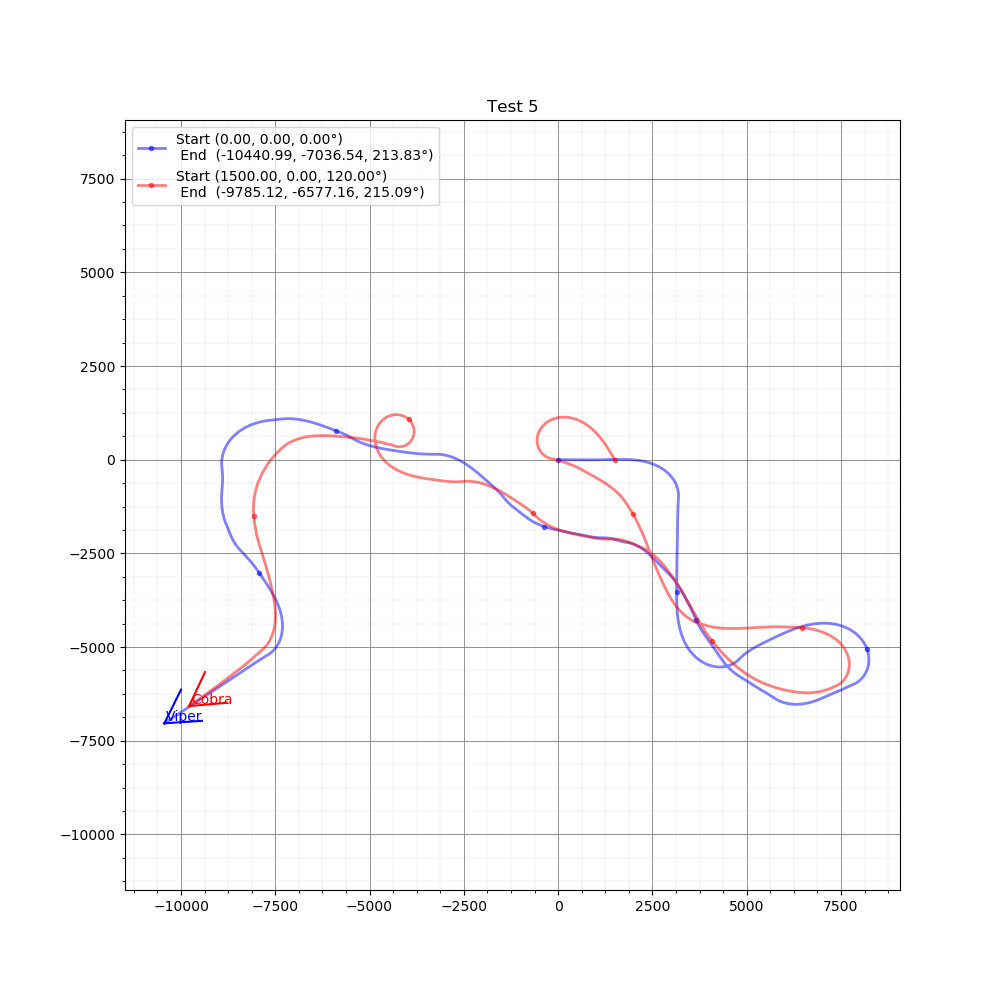 Test 5
Start (0.00, 0.00, 0.00°)
End  (-10440.99, -7036.54, 213.83°)
Start (1500.00, 0.00, 120.00°)
End  (-9785.12, -6577.16, 215.09°)
7500
5000
2500
0
−2500
−5000
−7500
−10000
Cobra
Viper
−10000 −7500 −5000 −2500 0 2500 5000 7500